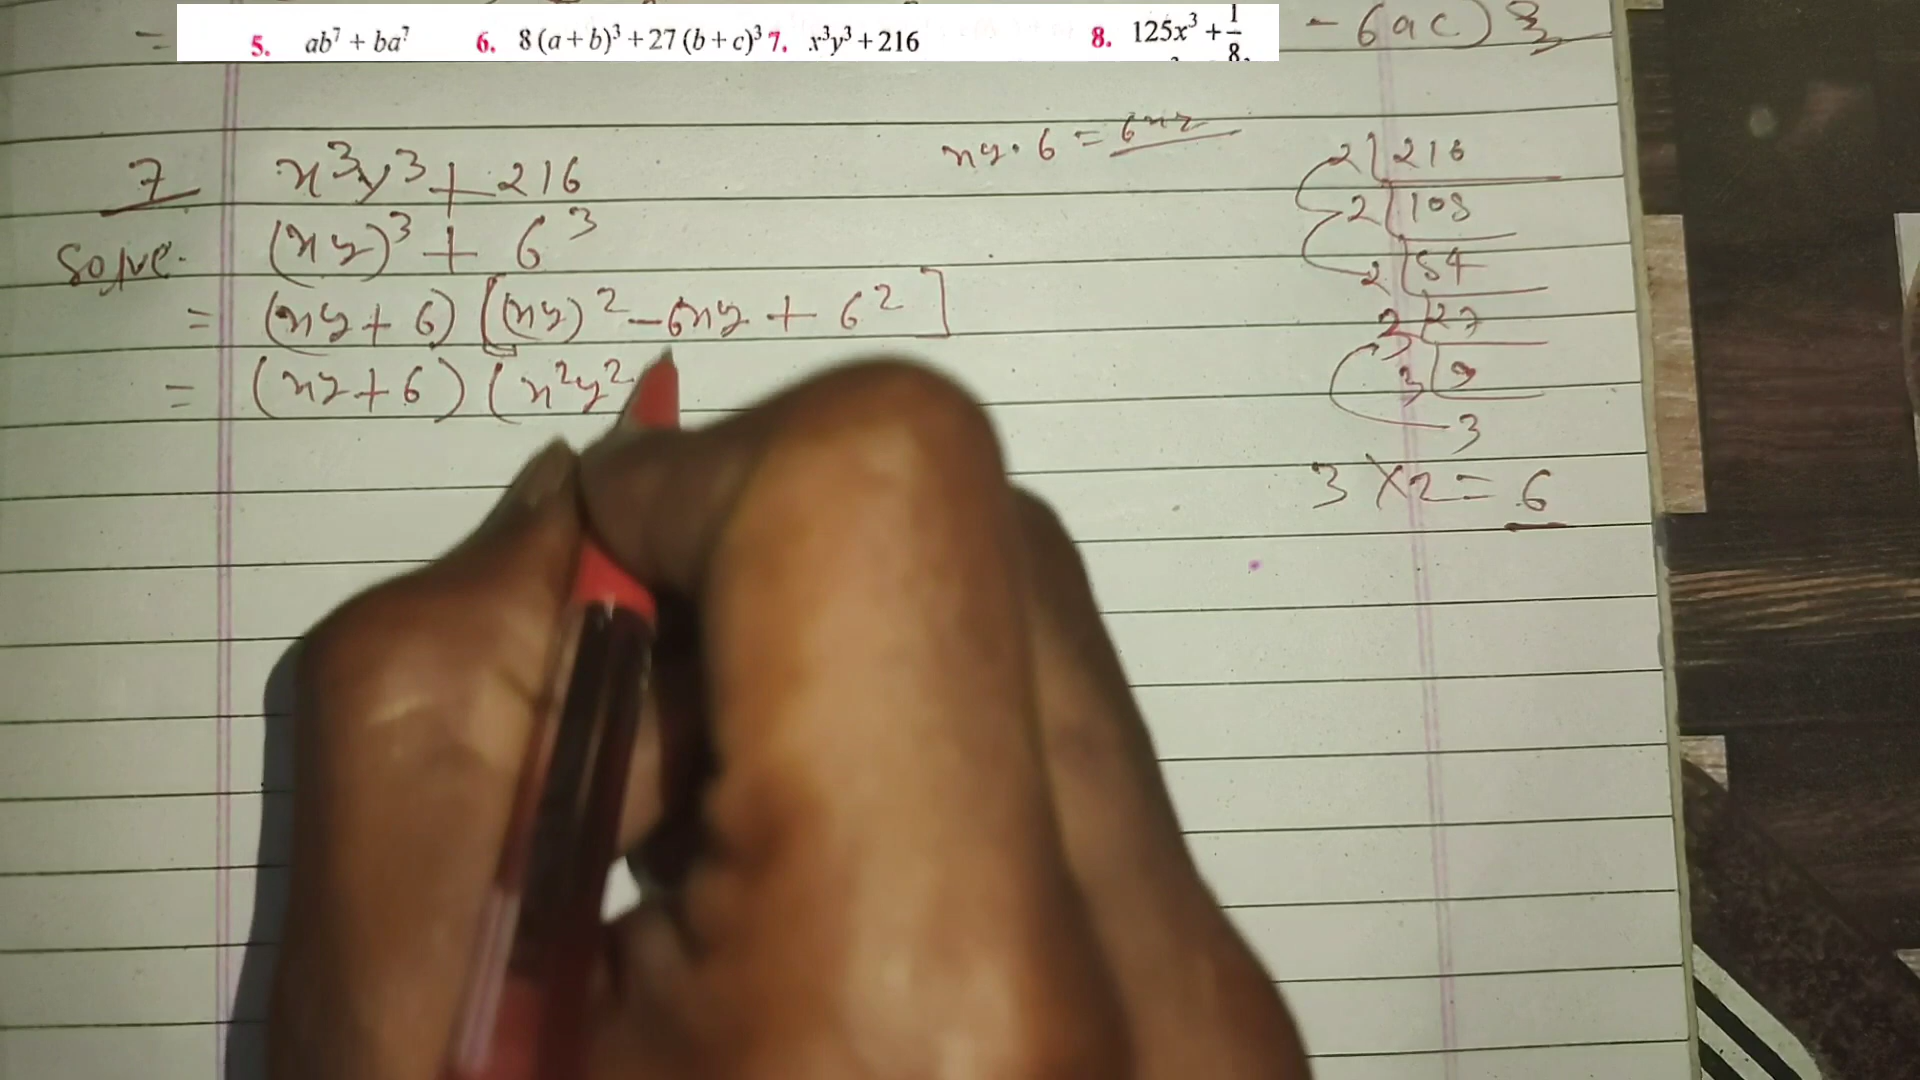 5. ab⁷ + ba⁷ 6. 8 (a + b)³ + 27 (b + c)³ 7. x³y³ + 216 8. 125x³ + 1/8
= - 6ac) }
7 x³y³ + 216
Solve. (xy)³ + 6³
= (xy + 6) [(xy)² - 6xy + 6²]
= (xy + 6) (x²y²
xy . 6 = 6xy
2 | 216
2 | 108
2 | 54
3 | 27
3 | 9
3
3 × 2 = 6